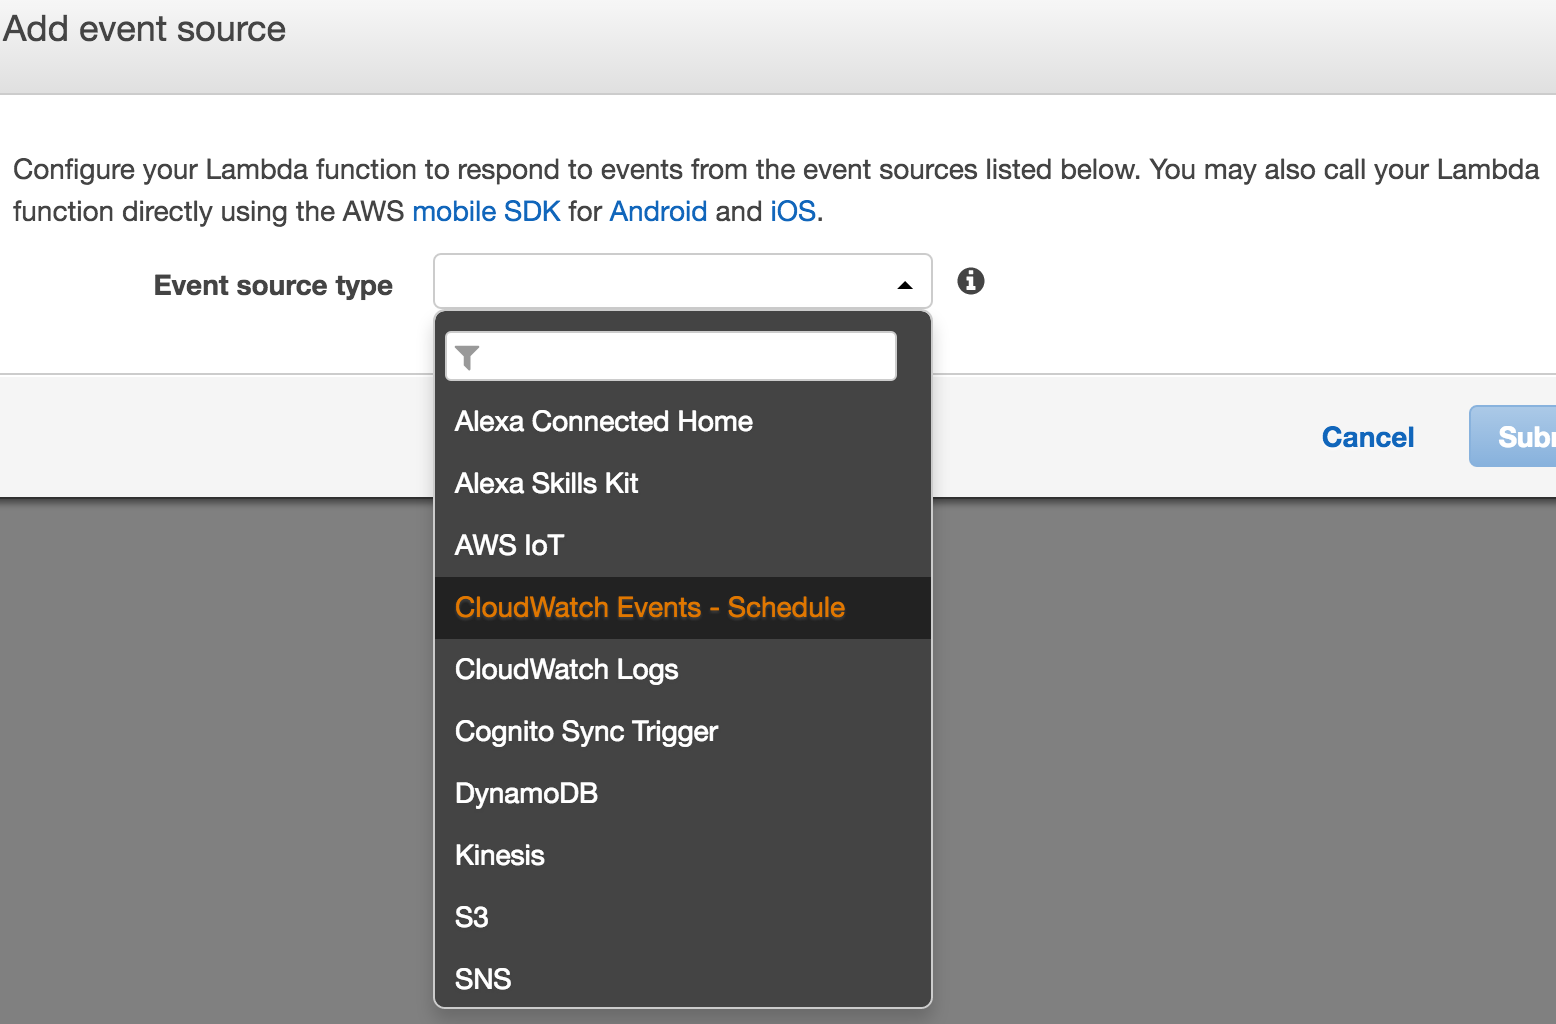 Add event source
Configure your Lambda function to respond to events from the event sources listed below. You may also call your Lambda
function directly using the AWS mobile SDK for Android and iOS.
Event source type
Alexa Connected Home
Alexa Skills Kit
AWS IoT
Cancel
CloudWatch Events - Schedule
CloudWatch Logs
Cognito Sync Trigger
DynamoDB
Kinesis
S3
SNS